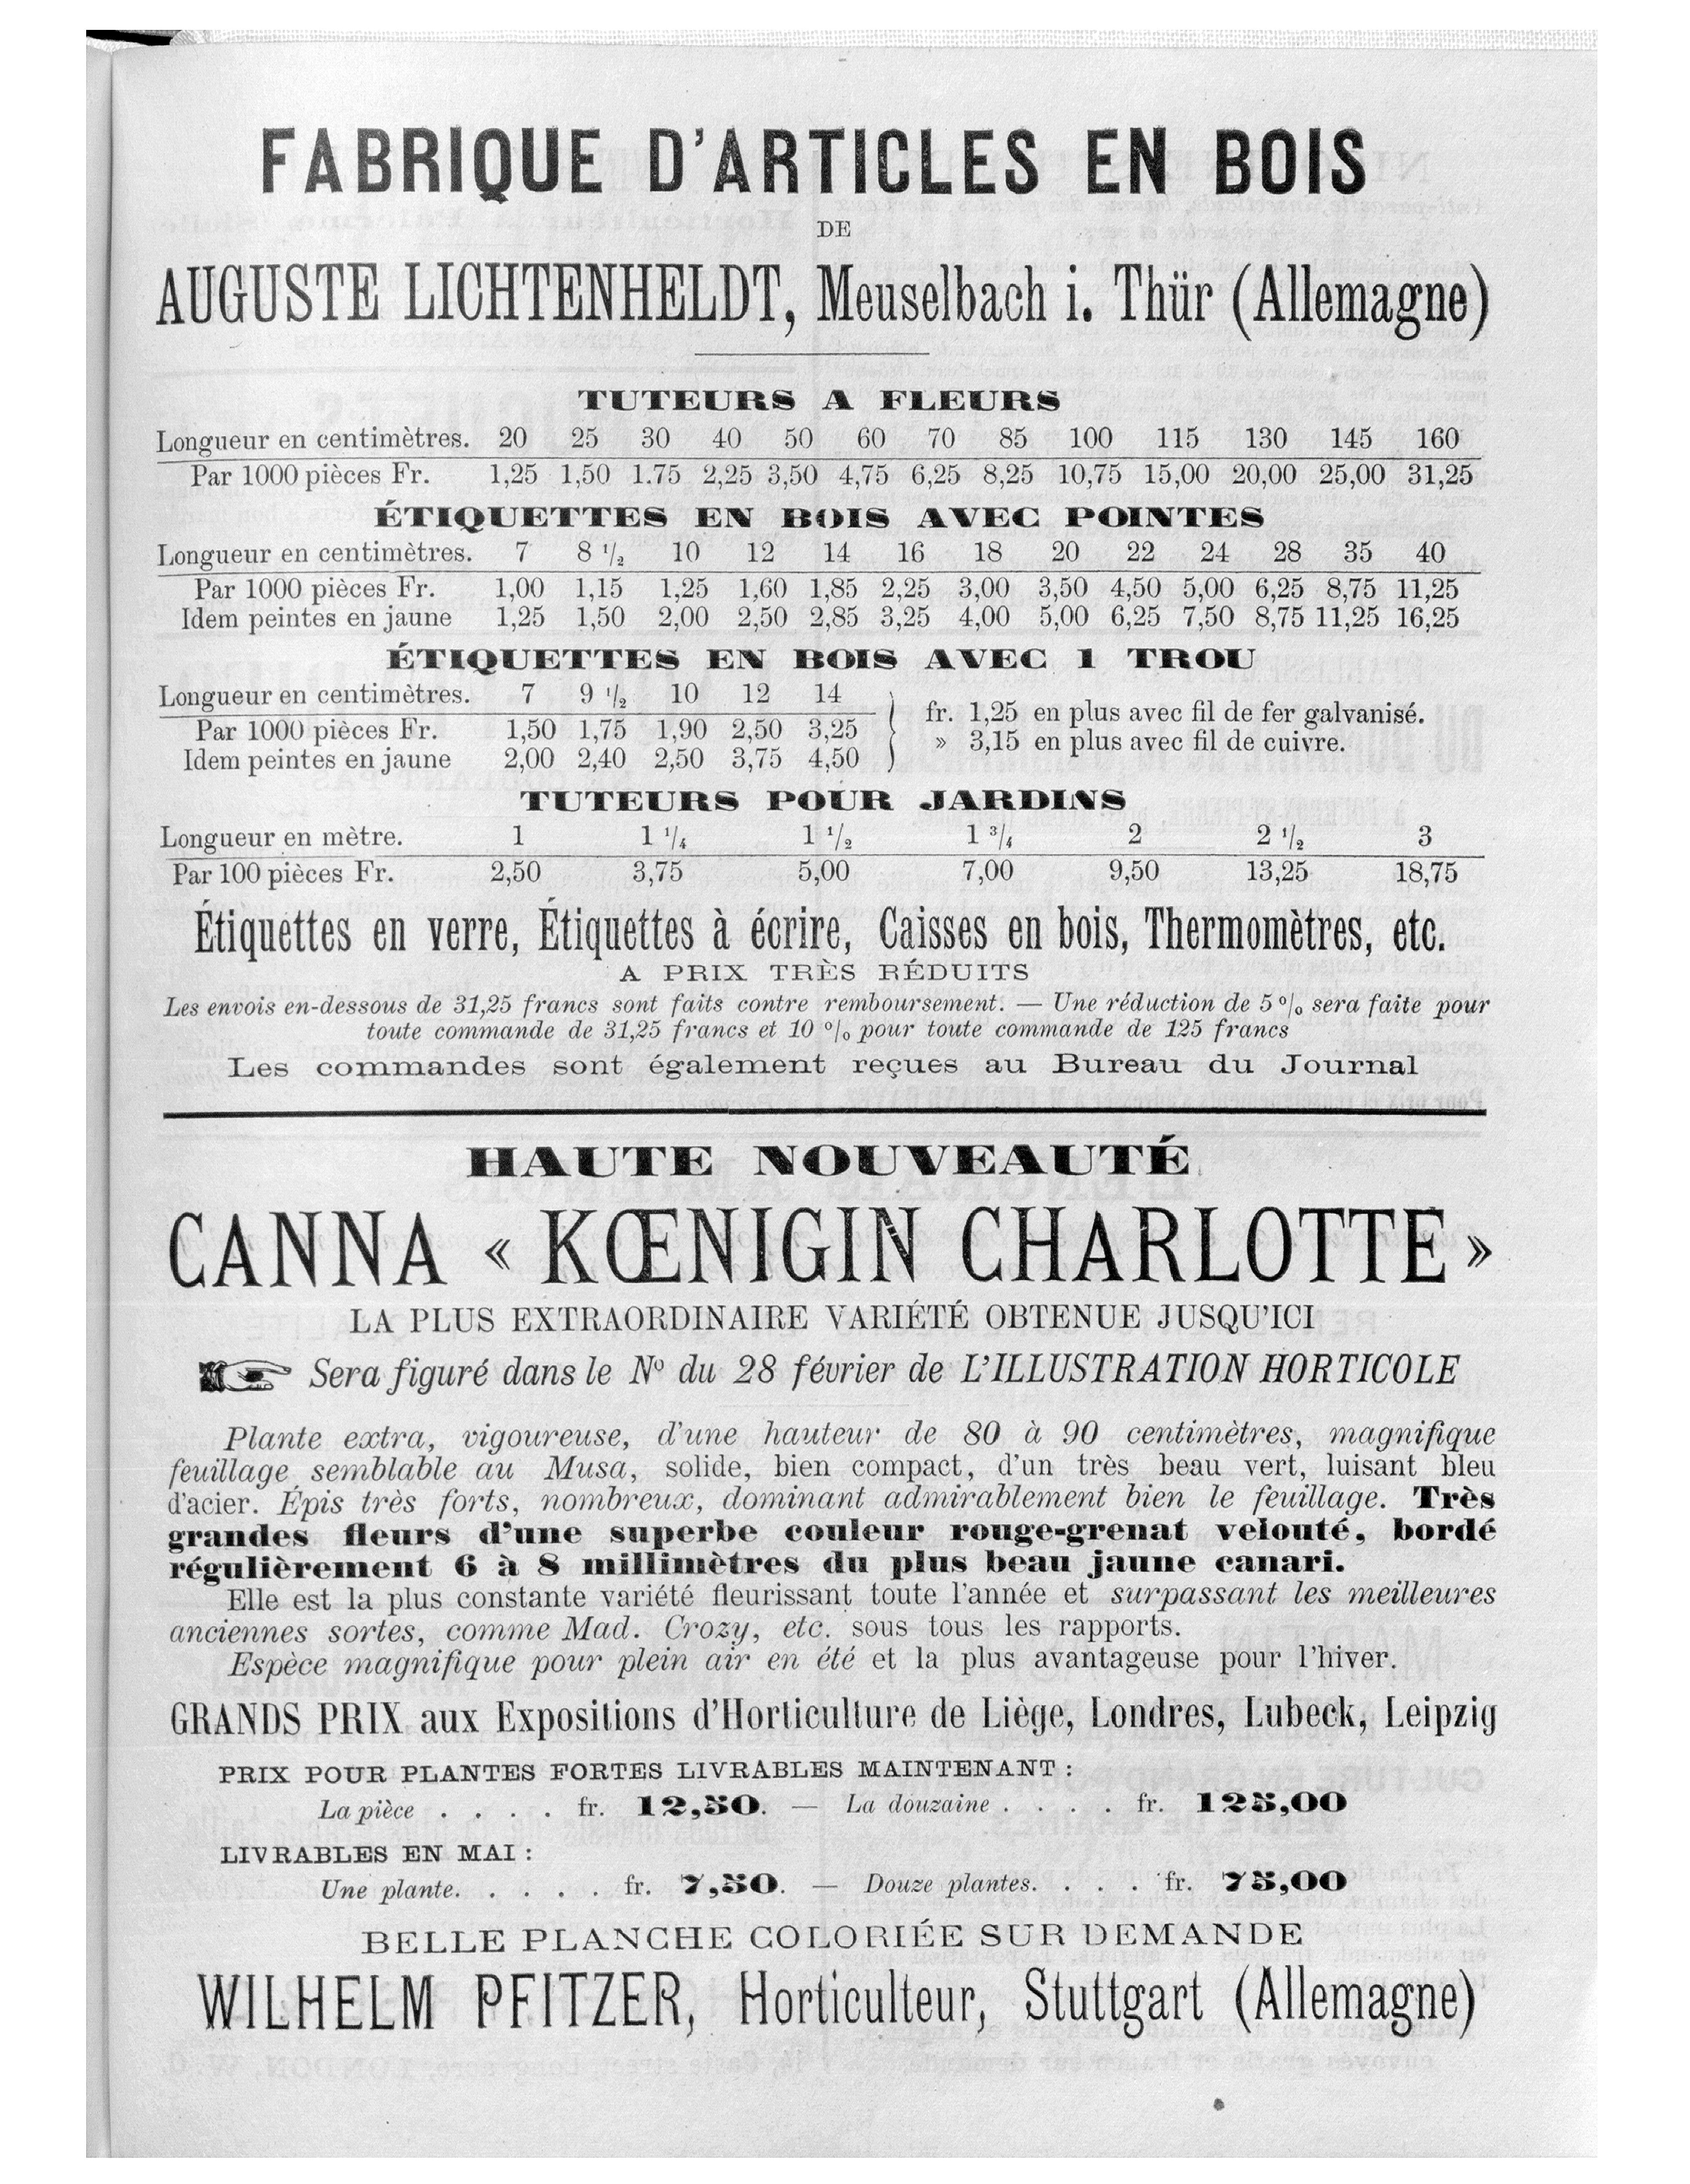 FABRIQUE D'ARTICLES EN BOIS
DE
AUGUSTE LICHTENHELDT, Meuselbach i. Thür (Allemagne)
TUTEURS A FLEURS
Longueur en centimètres. 20 25 30 40 50 60 70 85 100 115 130 145 160
Par 1000 pièces Fr. 1,25 1,50 1.75 2,25 3,50 4,75 6,25 8,25 10,75 15,00 20,00 25,00 31,25
ÉTIQUETTES EN BOIS AVEC POINTES
Longueur en centimètres. 7 8 1/2 10 12 14 16 18 20 22 24 28 35 40
Par 1000 pièces Fr. 1,00 1,15 1,25 1,60 1,85 2,25 3,00 3,50 4,50 5,00 6,25 8,75 11,25
Idem peintes en jaune 1,25 1,50 2,00 2,50 2,85 3,25 4,00 5,00 6,25 7,50 8,75 11,25 16,25
ÉTIQUETTES EN BOIS AVEC 1 TROU
Longueur en centimètres. 7 9 1/2 10 12 14
Par 1000 pièces Fr. 1,50 1,75 1,90 2,50 3,25
Idem peintes en jaune 2,00 2,40 2,50 3,75 4,50
fr. 1,25 en plus avec fil de fer galvanisé.
» 3,15 en plus avec fil de cuivre.
TUTEURS POUR JARDINS
Longueur en mètre. 1 1 1/4 1 1/2 1 3/4 2 2 1/2 3
Par 100 pièces Fr. 2,50 3,75 5,00 7,00 9,50 13,25 18,75
Étiquettes en verre, Étiquettes à écrire, Caisses en bois, Thermomètres, etc.
A PRIX TRÈS RÉDUITS
Les envois en-dessous de 31,25 francs sont faits contre remboursement. — Une réduction de 5 o/o sera faite pour
toute commande de 31,25 francs et 10 o/o pour toute commande de 125 francs
Les commandes sont également reçues au Bureau du Journal
HAUTE NOUVEAUTÉ
CANNA « KŒNIGIN CHARLOTTE »
LA PLUS EXTRAORDINAIRE VARIÉTÉ OBTENUE JUSQU'ICI
☛ Sera figuré dans le No du 28 février de L'ILLUSTRATION HORTICOLE
Plante extra, vigoureuse, d'une hauteur de 80 à 90 centimètres, magnifique
feuillage semblable au Musa, solide, bien compact, d'un très beau vert, luisant bleu
d'acier. Épis très forts, nombreux, dominant admirablement bien le feuillage. Très
grandes fleurs d'une superbe couleur rouge-grenat velouté, bordé
régulièrement 6 à 8 millimètres du plus beau jaune canari.
Elle est la plus constante variété fleurissant toute l'année et surpassant les meilleures
anciennes sortes, comme Mad. Crozy, etc. sous tous les rapports.
Espèce magnifique pour plein air en été et la plus avantageuse pour l'hiver.
GRANDS PRIX aux Expositions d'Horticulture de Liège, Londres, Lubeck, Leipzig
PRIX POUR PLANTES FORTES LIVRABLES MAINTENANT :
La pièce . . . . fr. 12,50. — La douzaine . . . . fr. 125,00
LIVRABLES EN MAI :
Une plante. . . . . fr. 7,50. — Douze plantes. . . . fr. 75,00
BELLE PLANCHE COLORIÉE SUR DEMANDE
WILHELM PFITZER, Horticulteur, Stuttgart (Allemagne)